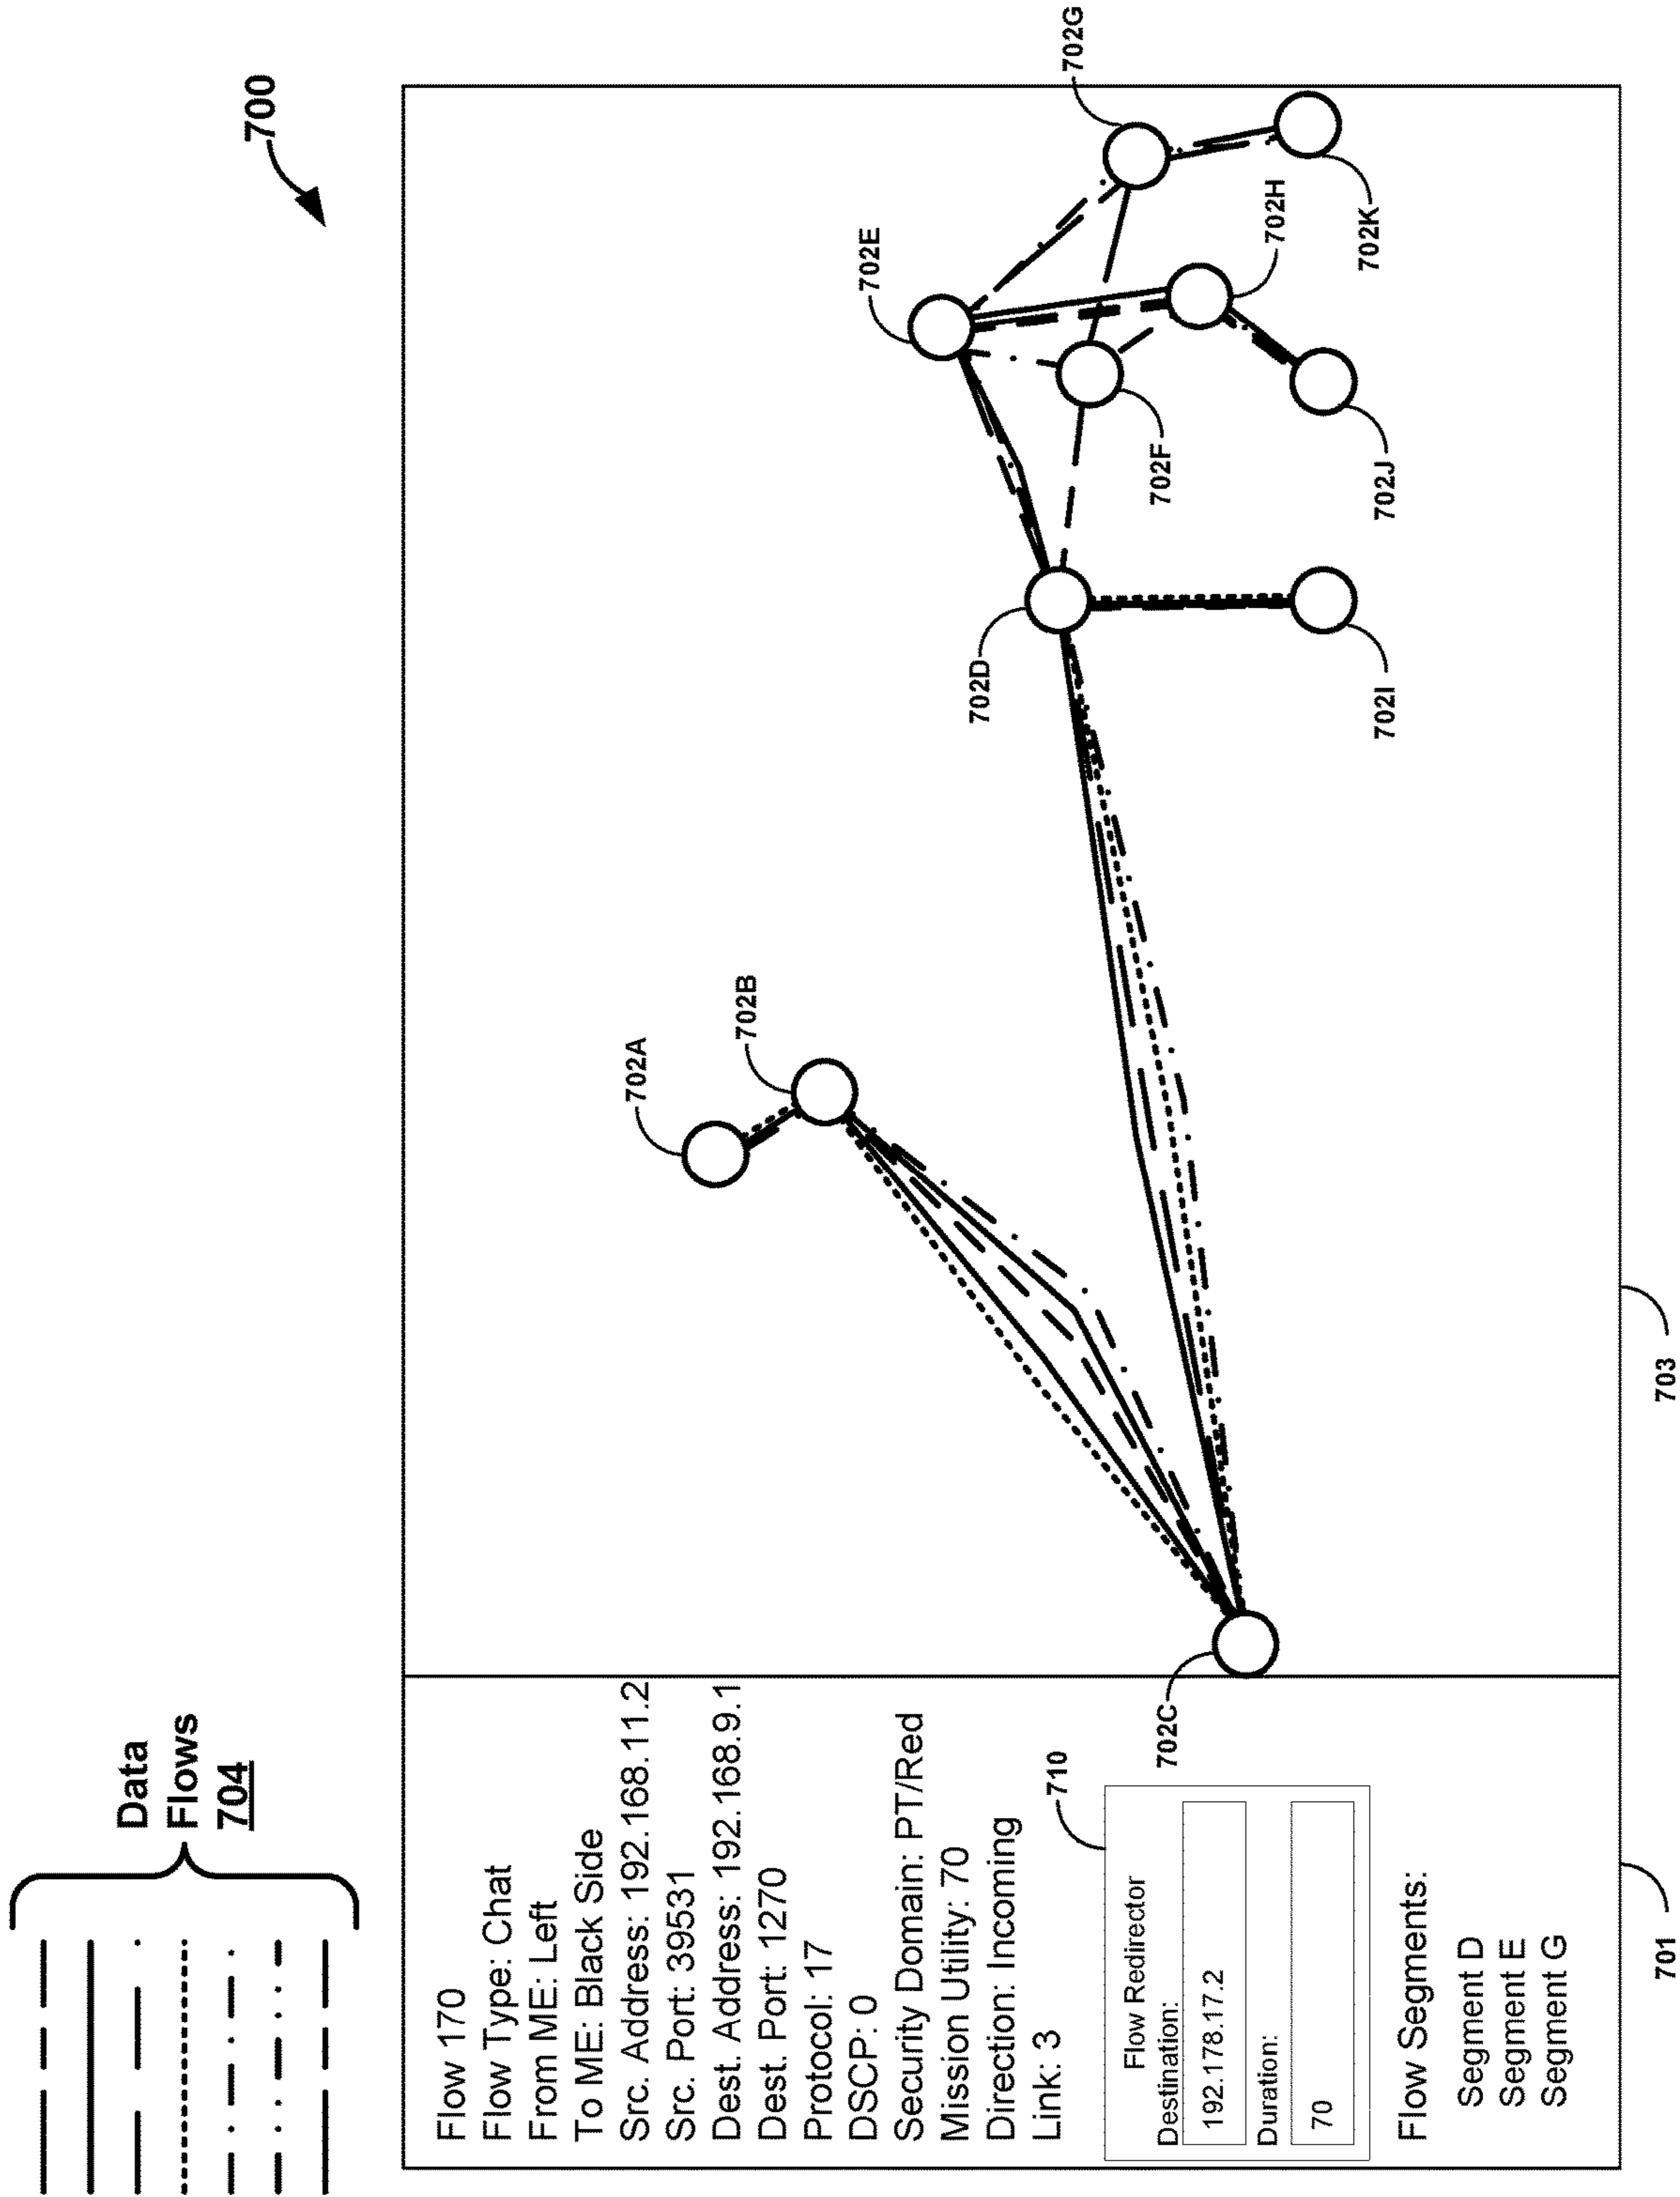 700
Data
Flows
704
Flow 170
Flow Type: Chat
From ME: Left
To ME: Black Side
Src. Address: 192.168.11.2
Src. Port: 39531
Dest. Address: 192.168.9.1
Dest. Port: 1270
Protocol: 17
DSCP: 0
Security Domain: PT/Red
Mission Utility: 70
Direction: Incoming
Link: 3
710
Flow Redirector
Destination:
192.178.17.2
Duration:
70
Flow Segments:
Segment D
Segment E
Segment G
701
702A
702B
702C
702D
702E
702F
702G
702H
702I
702J
702K
703